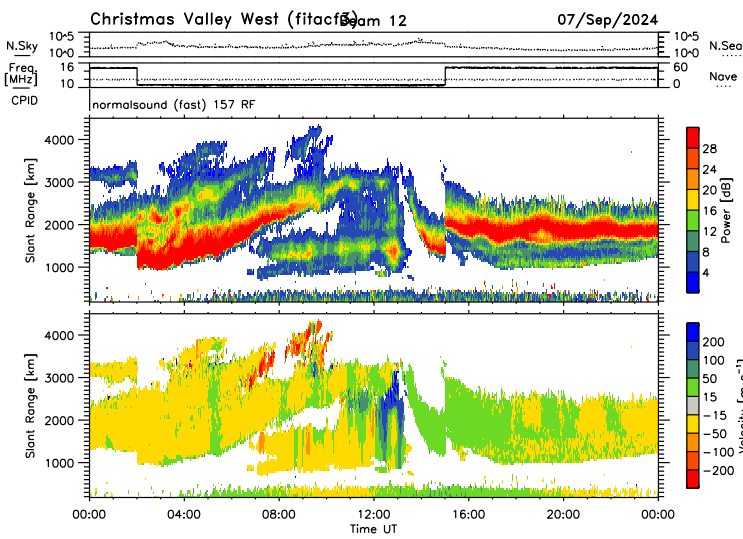 Christmas Valley West (fitacf3) Beam 12 07/Sep/2024
N.Sky 10^5 10^0 10^5 10^0 N.Sea
Freq [MHz] 16 10 60 0 Nave
CPID normalsound (fast) 157 RF
Slant Range [km] 4000 3000 2000 1000
Power [dB] 28 24 20 16 12 8 4
Slant Range [km] 4000 3000 2000 1000
200 100 50 15 -15 -50 -100 -200
00:00 04:00 08:00 12:00 16:00 20:00 00:00
Time UT